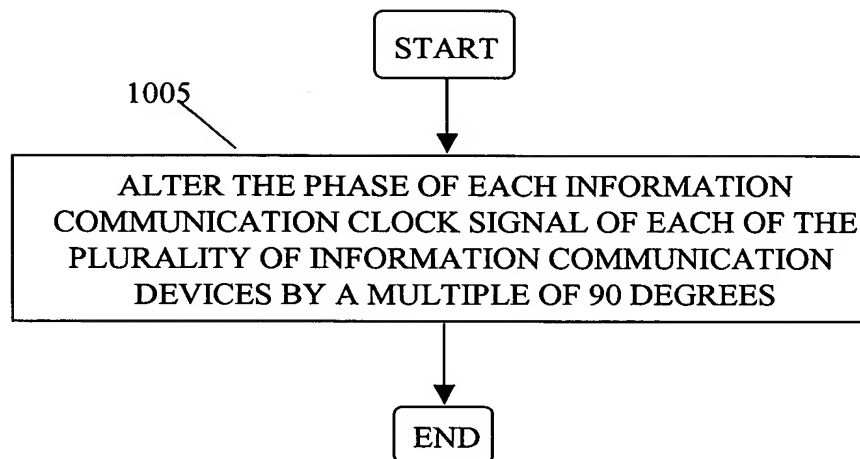 START
1005
ALTER THE PHASE OF EACH INFORMATION
COMMUNICATION CLOCK SIGNAL OF EACH OF THE
PLURALITY OF INFORMATION COMMUNICATION
DEVICES BY A MULTIPLE OF 90 DEGREES
END